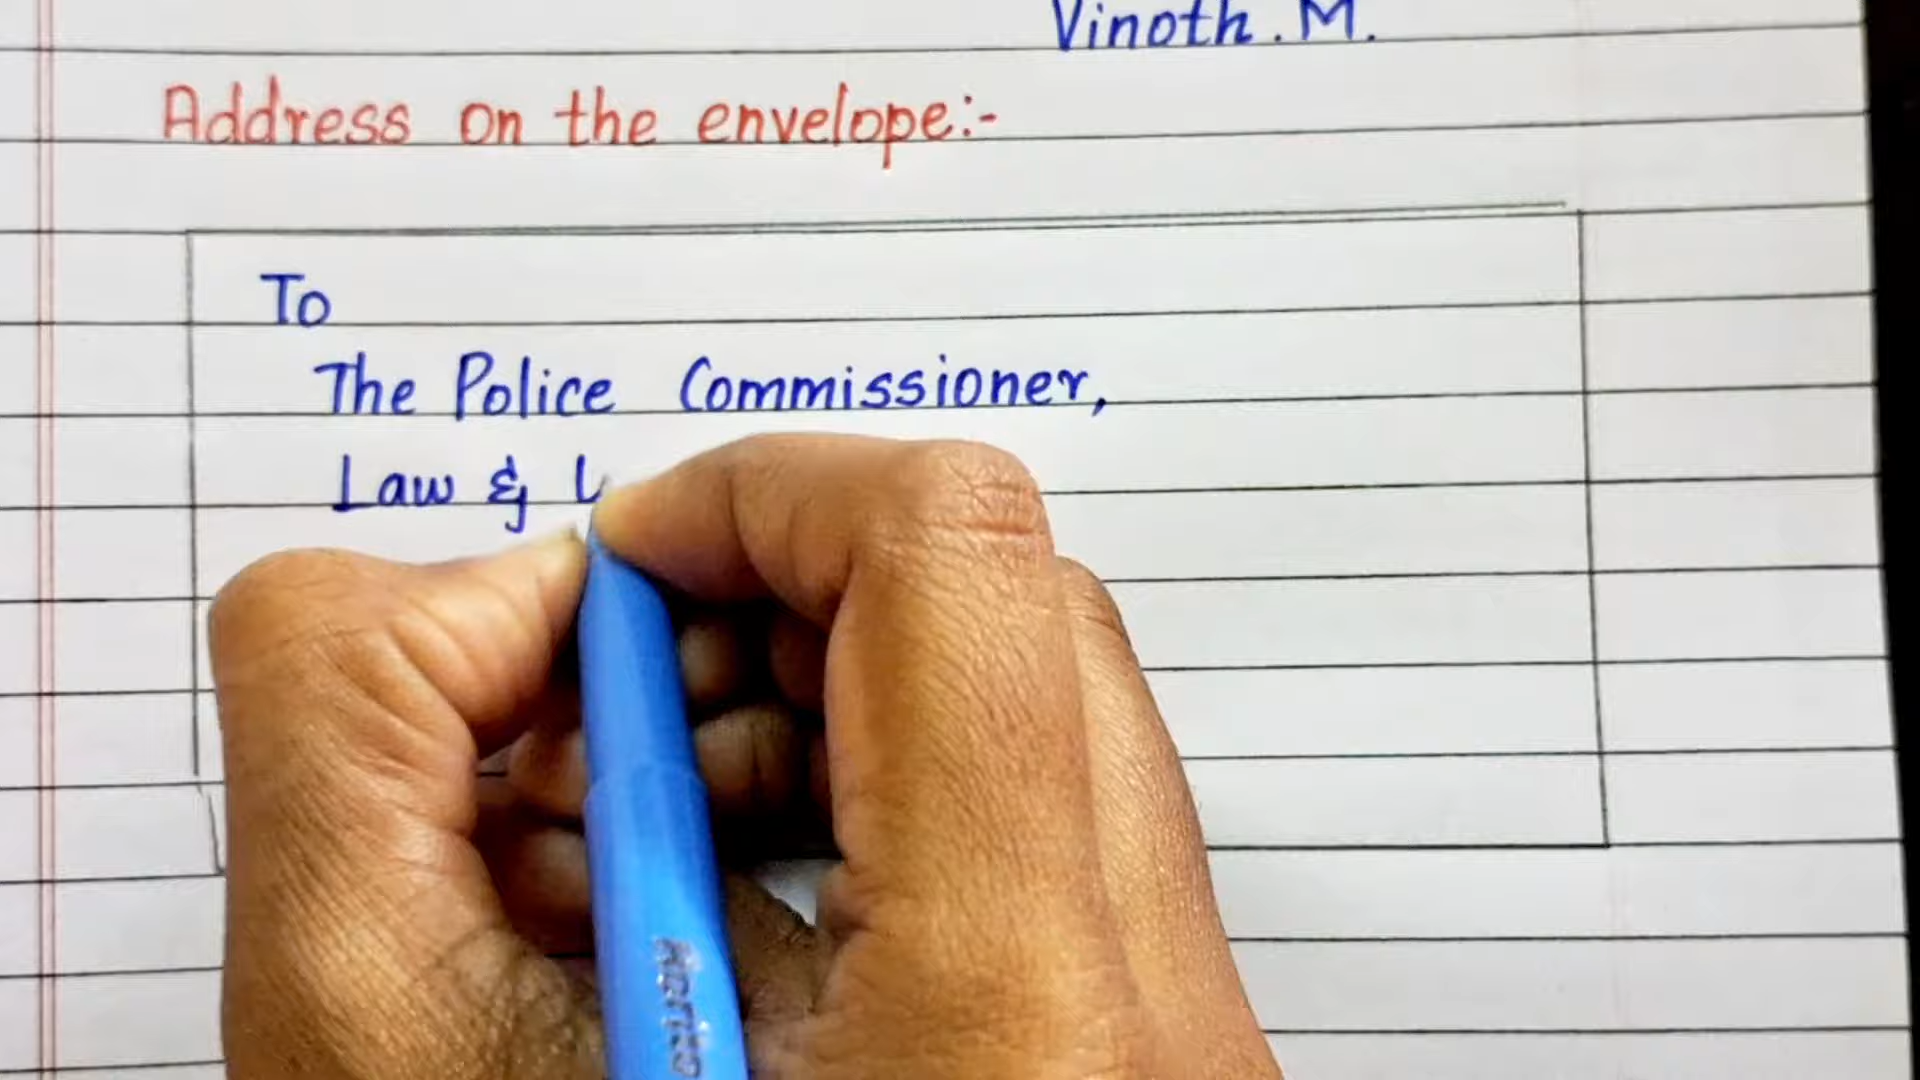 Vinoth. M.
Address on the envelope:-
To
The Police Commissioner,
Law &